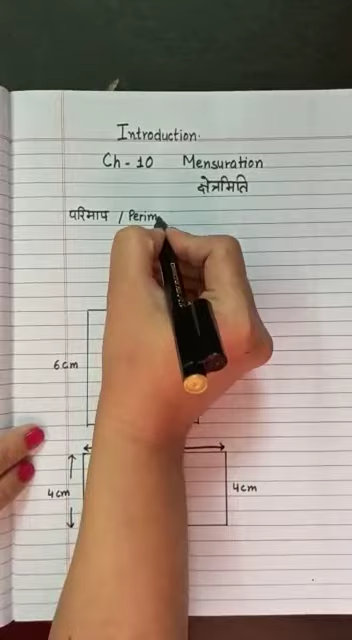 Introduction.
Ch - 10 Mensuration
क्षेत्रमिति
परिमाप / Perim
6cm
4cm
4cm